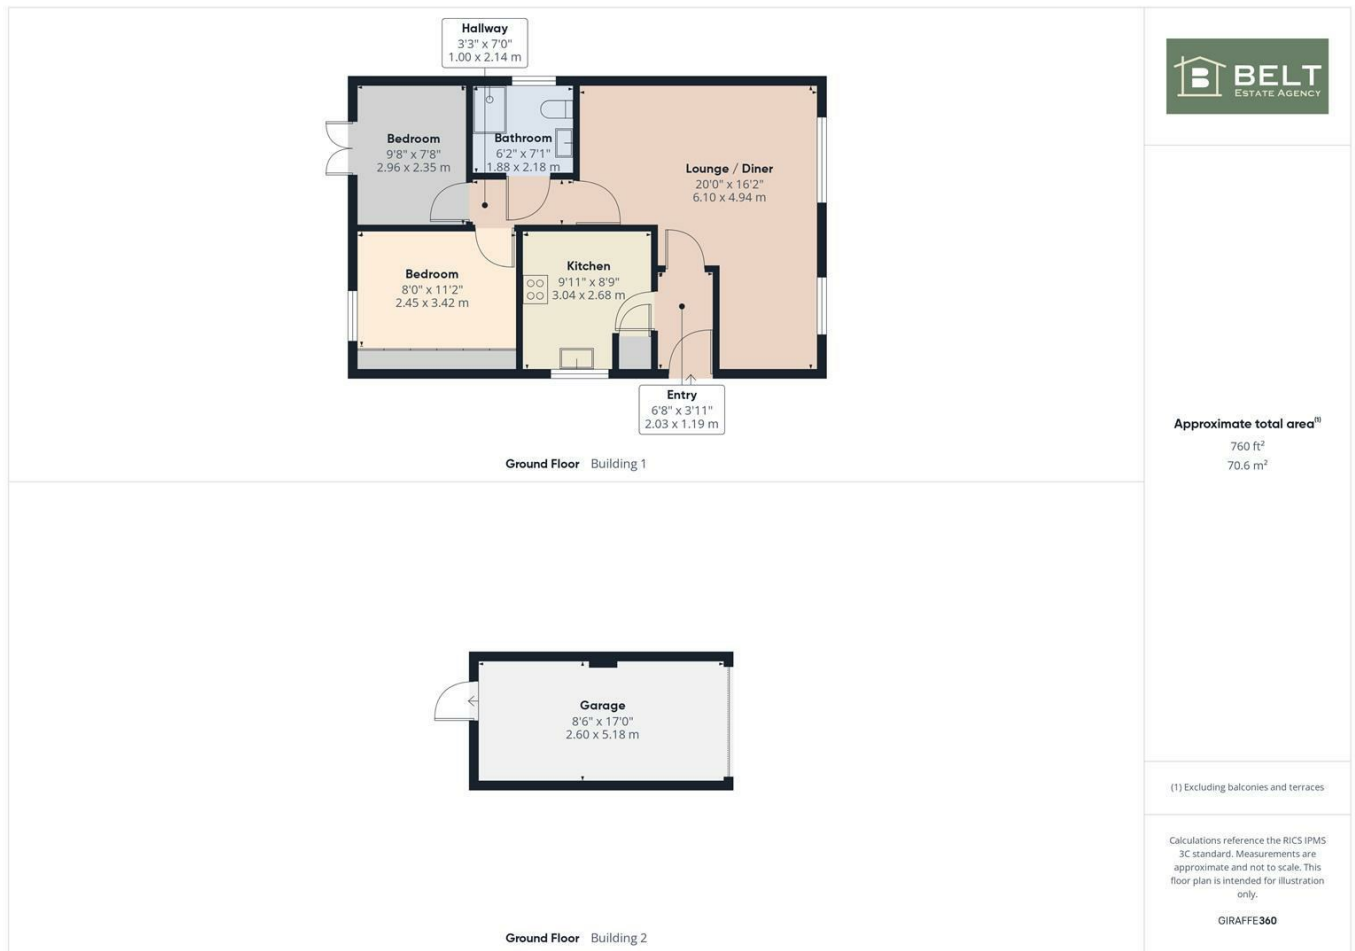 Hallway
3'3" x 7'0"
1.00 x 2.14 m
Bedroom
9'8" x 7'8"
2.96 x 2.35 m
Bathroom
6'2" x 7'1"
1.88 x 2.18 m
Lounge / Diner
20'0" x 16'2"
6.10 x 4.94 m
Bedroom
8'0" x 11'2"
2.45 x 3.42 m
Kitchen
9'11" x 8'9"
3.04 x 2.68 m
Entry
6'8" x 3'11"
2.03 x 1.19 m
Ground Floor Building 1
Garage
8'6" x 17'0"
2.60 x 5.18 m
Ground Floor Building 2
B BELT
ESTATE AGENCY
Approximate total area(1)
760 ft²
70.6 m²
(1) Excluding balconies and terraces
Calculations reference the RICS IPMS
3C standard. Measurements are
approximate and not to scale. This
floor plan is intended for illustration
only.
GIRAFFE360